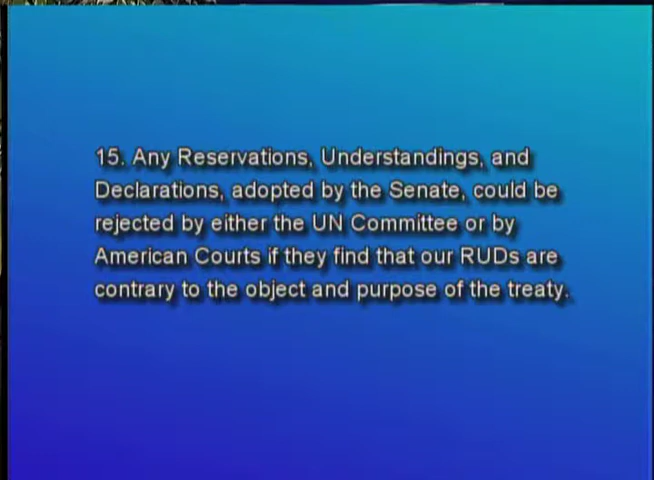 15. Any Reservations, Understandings, and
Declarations, adopted by the Senate, could be
rejected by either the UN Committee or by
American Courts if they find that our RUDs are
contrary to the object and purpose of the treaty.